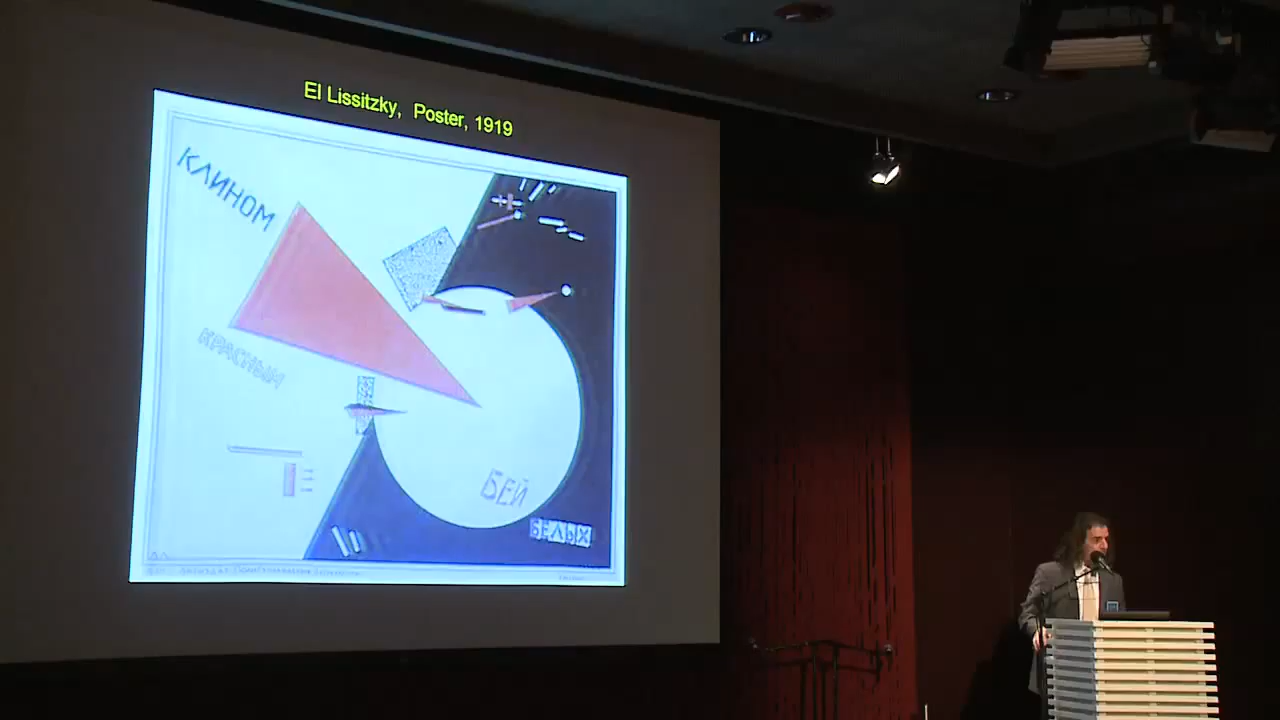 El Lissitzky, Poster, 1919
КЛИНОМ
КРАСНЫМ
БЕЙ
БЕЛЫХ